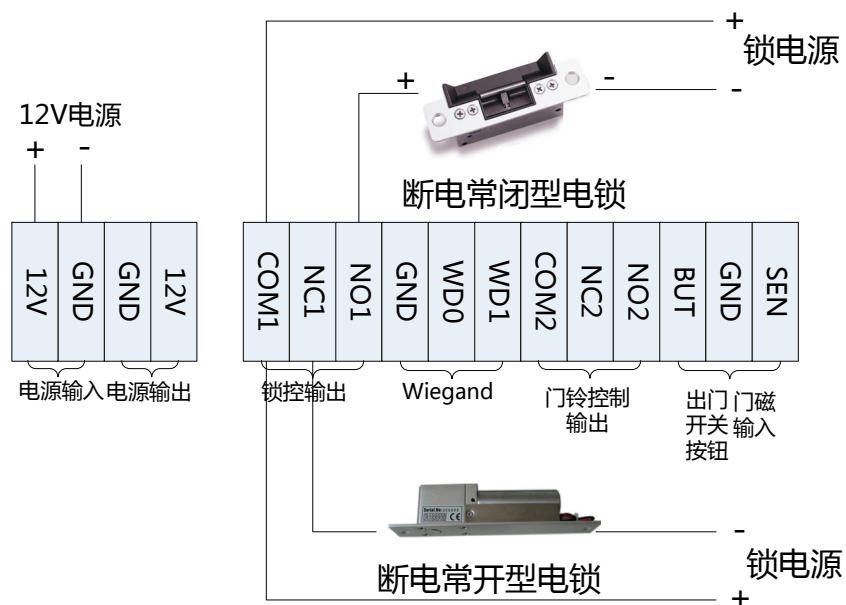 +
锁电源
-
+
-
12V电源
+
-
断电常闭型电锁
12V
GND
GND
12V
COM1
NC1
NO1
GND
WD0
WD1
COM2
NC2
NO2
BUT
GND
SEN
电源输入
电源输出
锁控输出
Wiegand
门铃控制
输出
出门
开关
按钮
门磁
输入
-
锁电源
+
断电常开型电锁